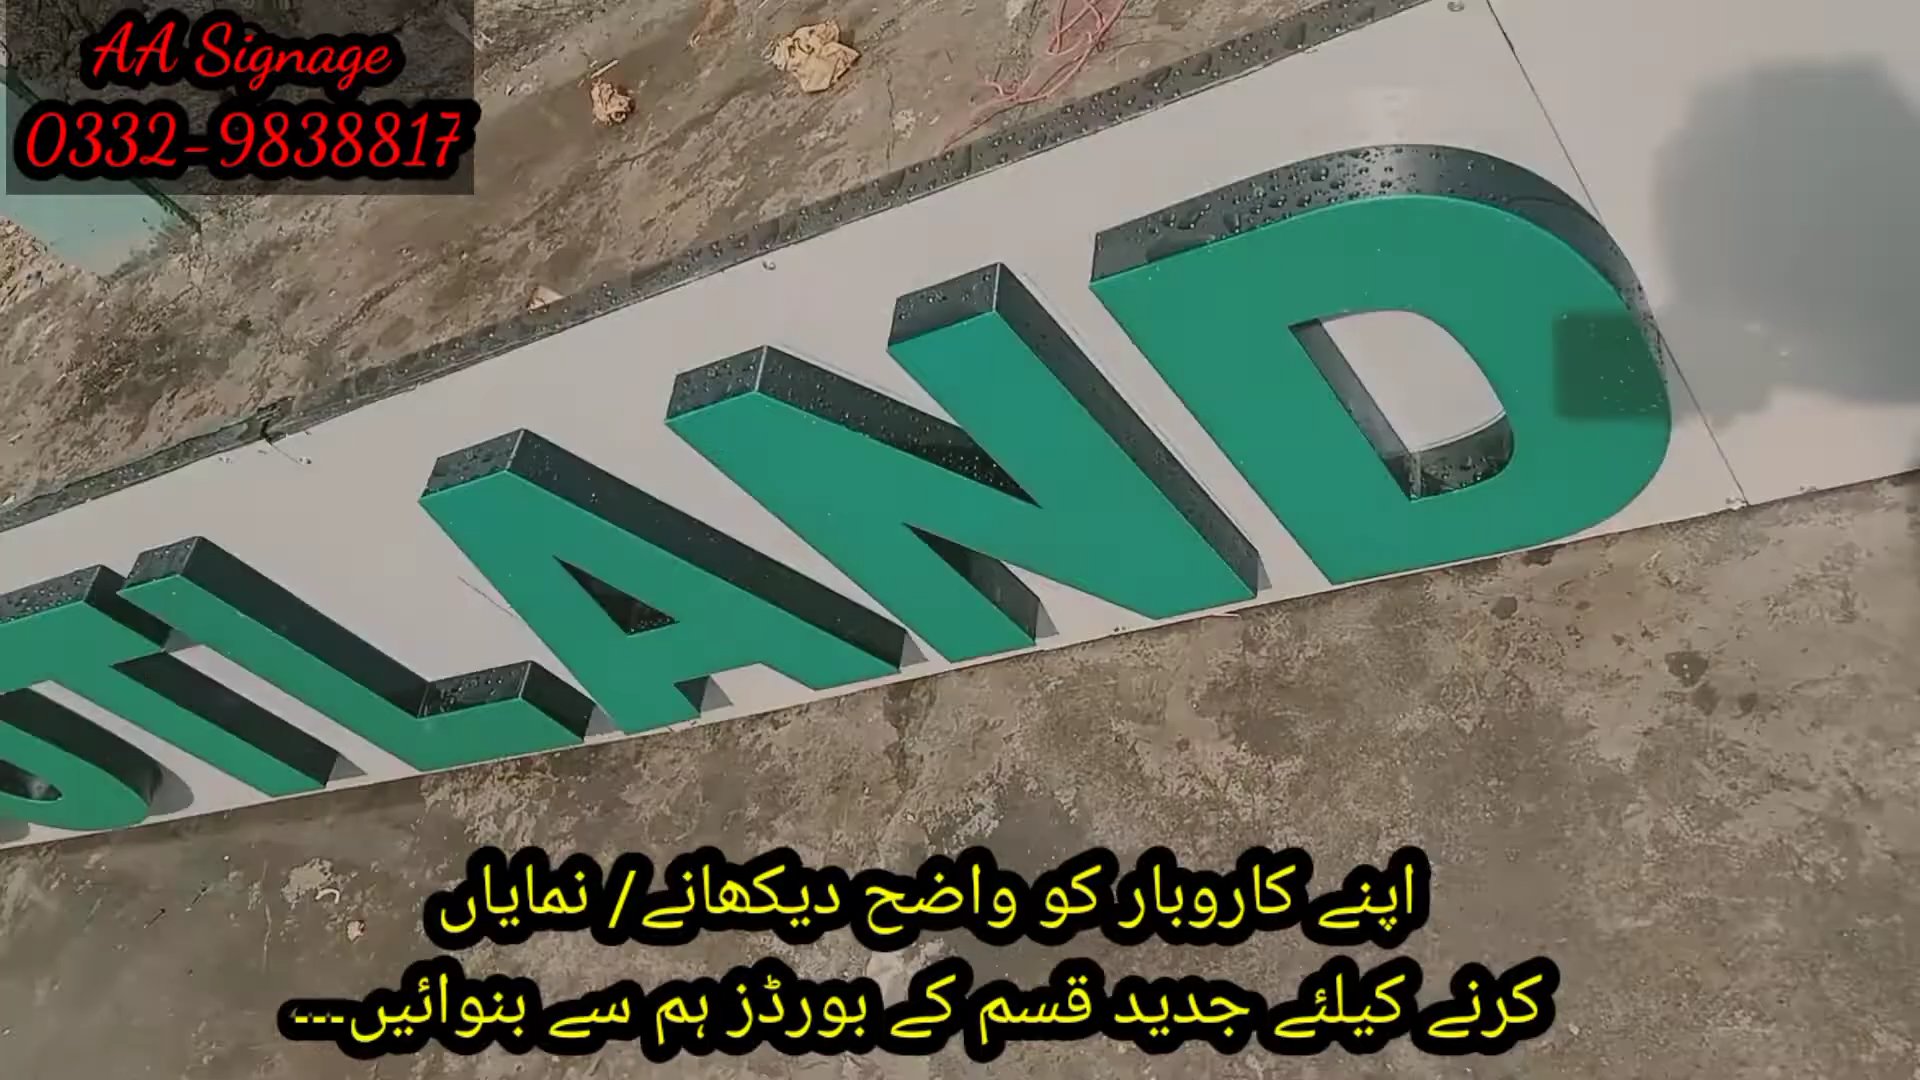 AA Signage
0332-9838817
TLAND
اپنے کاروبار کو واضح دیکھانے/ نمایاں
کرنے کیلئے جدید قسم کے بورڈز ہم سے بنوائیں---